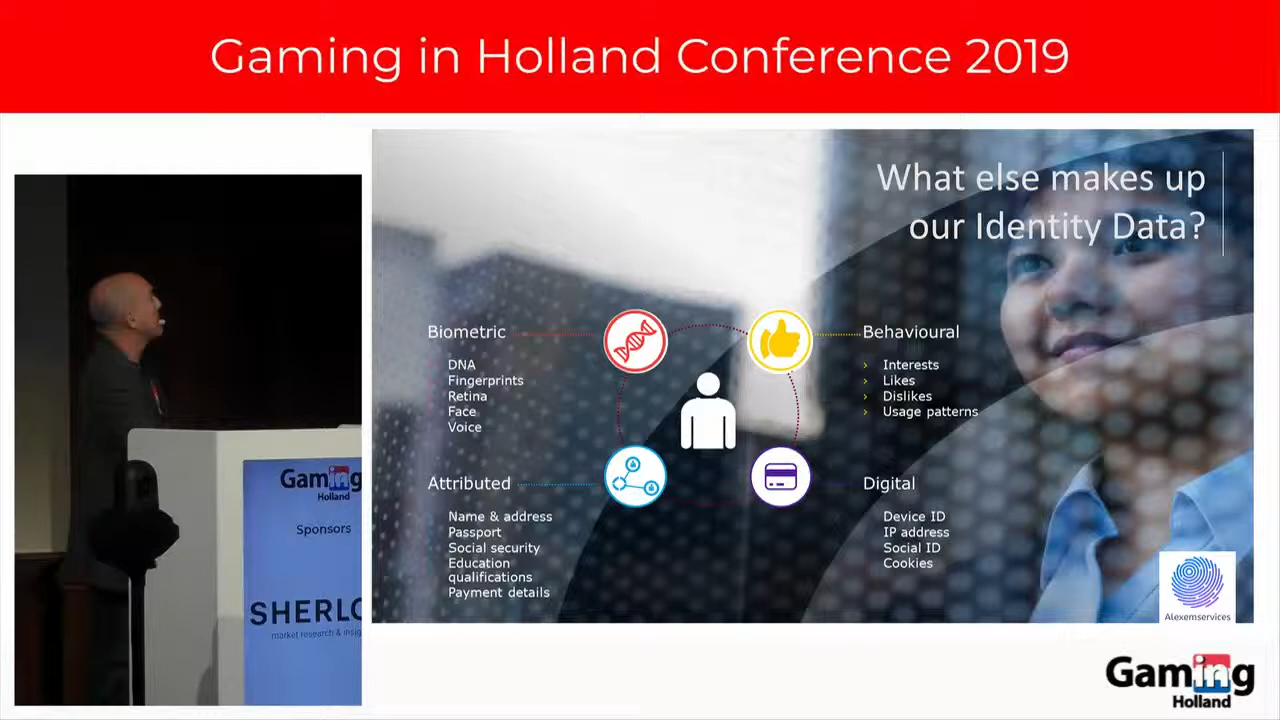 Gaming in Holland Conference 2019
What else makes up
our Identity Data?
Biometric
DNA
Fingerprints
Retina
Face
Voice
Behavioural
Interests
Likes
Dislikes
Usage patterns
Attributed
Name & address
Passport
Social security
Education
qualifications
Payment details
Digital
Device ID
IP address
Social ID
Cookies
Alexemservices
Gaming
Holland
Sponsors
SHERLO
market research & insig
Gaming
Holland